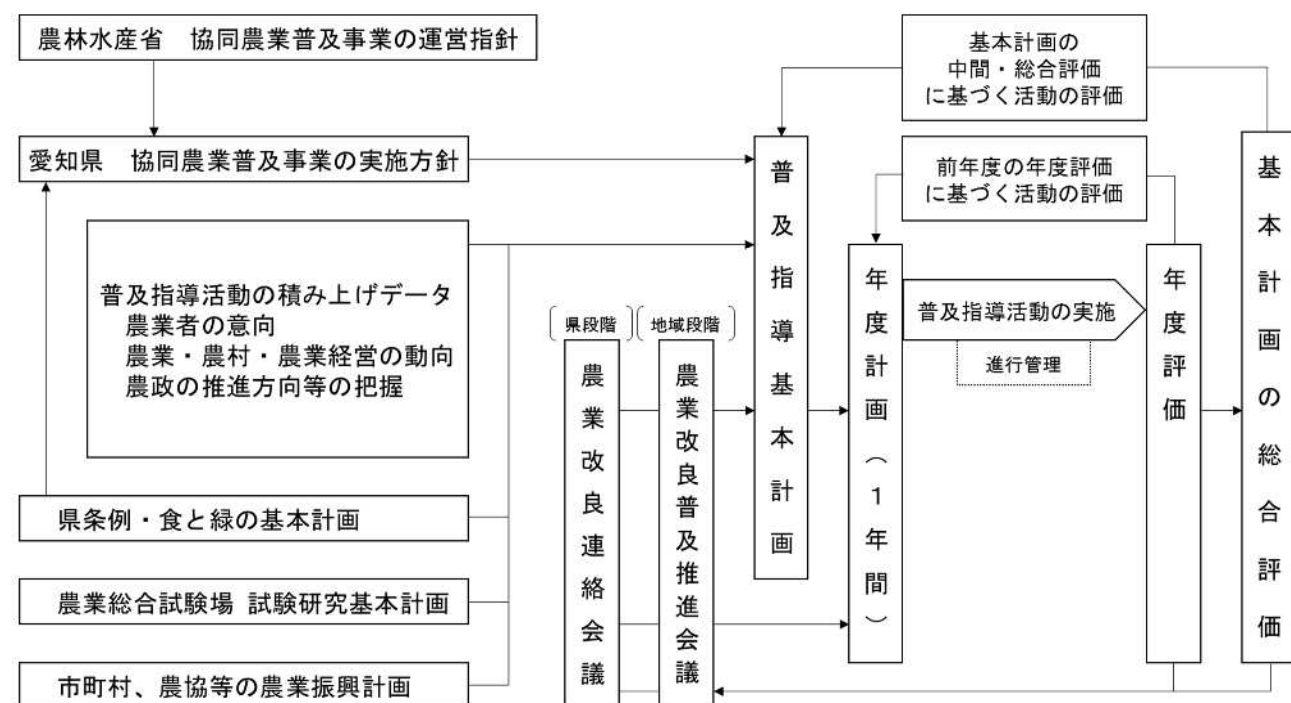 農林水産省　協同農業普及事業の運営指針
愛知県　協同農業普及事業の実施方針
普及指導活動の積み上げデータ
農業者の意向
農業・農村・農業経営の動向
農政の推進方向等の把握
県条例・食と緑の基本計画
農業総合試験場 試験研究基本計画
市町村、農協等の農業振興計画
〔県段階〕
農業改良連絡会議
〔地域段階〕
農業改良普及推進会議
普及指導基本計画
基本計画の
中間・総合評価
に基づく活動の評価
前年度の年度評価
に基づく活動の評価
年度計画（１年間）
普及指導活動の実施
進行管理
年度評価
基本計画の総合評価